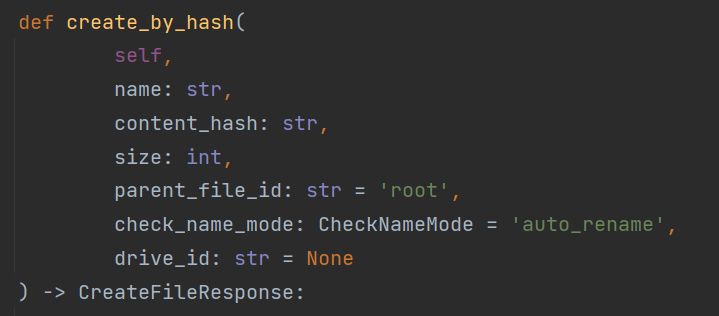 def create_by_hash(
        self,
        name: str,
        content_hash: str,
        size: int,
        parent_file_id: str = 'root',
        check_name_mode: CheckNameMode = 'auto_rename',
        drive_id: str = None
) -> CreateFileResponse: